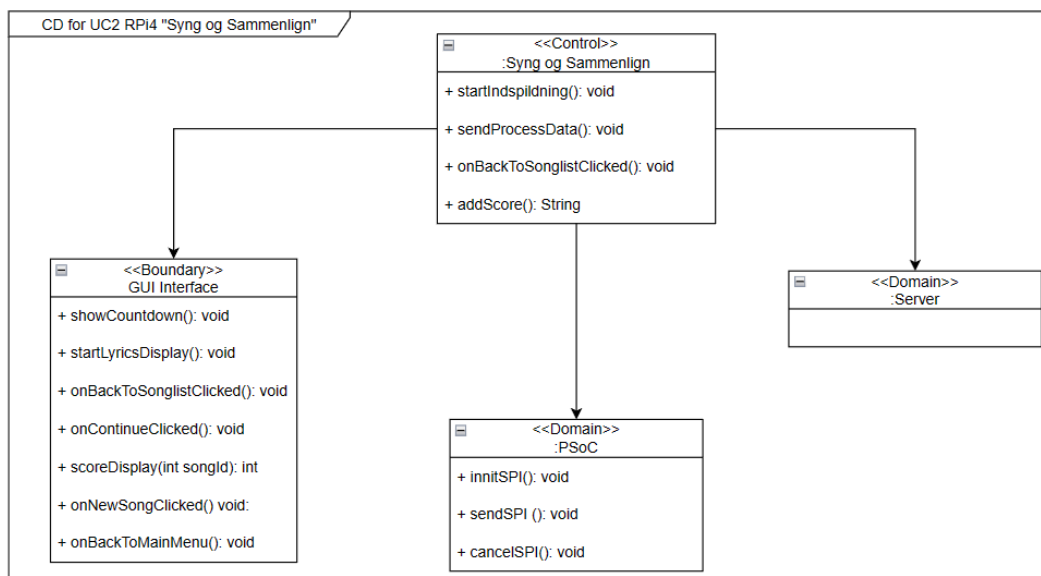 CD for UC2 RPi4 "Syng og Sammenlign"
<<Control>>
:Syng og Sammenlign
+ startIndspildning(): void
+ sendProcessData(): void
+ onBackToSonglistClicked(): void
+ addScore(): String
<<Boundary>>
GUI Interface
+ showCountdown(): void
+ startLyricsDisplay(): void
+ onBackToSonglistClicked(): void
+ onContinueClicked(): void
+ scoreDisplay(int songId): int
+ onNewSongClicked() void:
+ onBackToMainMenu(): void
<<Domain>>
:PSoC
+ innitSPI(): void
+ sendSPI (): void
+ cancelSPI(): void
<<Domain>>
:Server